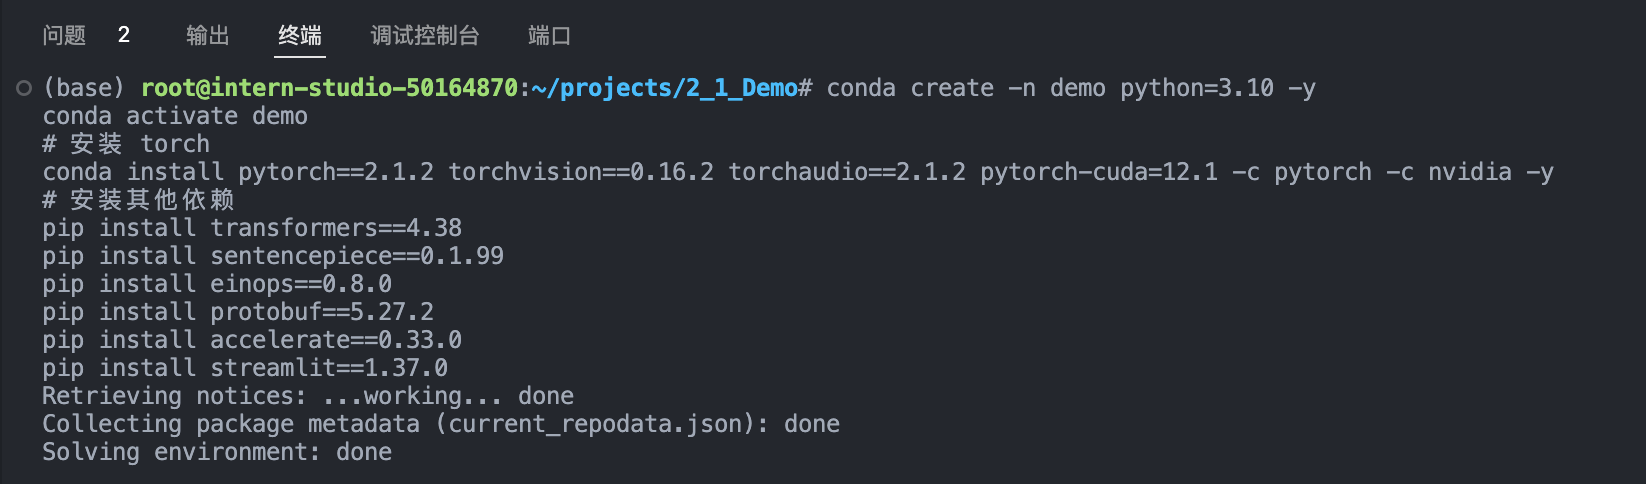 问题 2 输出 终端 调试控制台 端口
(base) root@intern-studio-50164870:~/projects/2_1_Demo# conda create -n demo python=3.10 -y
conda activate demo
# 安装 torch
conda install pytorch==2.1.2 torchvision==0.16.2 torchaudio==2.1.2 pytorch-cuda=12.1 -c pytorch -c nvidia -y
# 安装其他依赖
pip install transformers==4.38
pip install sentencepiece==0.1.99
pip install einops==0.8.0
pip install protobuf==5.27.2
pip install accelerate==0.33.0
pip install streamlit==1.37.0
Retrieving notices: ...working... done
Collecting package metadata (current_repodata.json): done
Solving environment: done